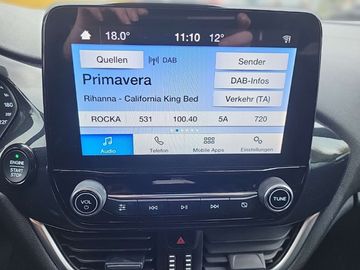 18.0° 11:10 12°
Quellen DAB Sender
Primavera DAB-Infos
Rihanna - California King Bed Verkehr (TA)
ROCKA 531 100.40 5A 720
Audio Telefon Mobile Apps Einstellungen
VOL TUNE
ENGINE
START
STOP
180